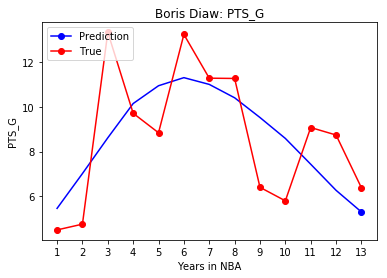 Boris Diaw: PTS_G
Prediction
True
PTS_G
12
10
8
6
1 2 3 4 5 6 7 8 9 10 11 12 13
Years in NBA